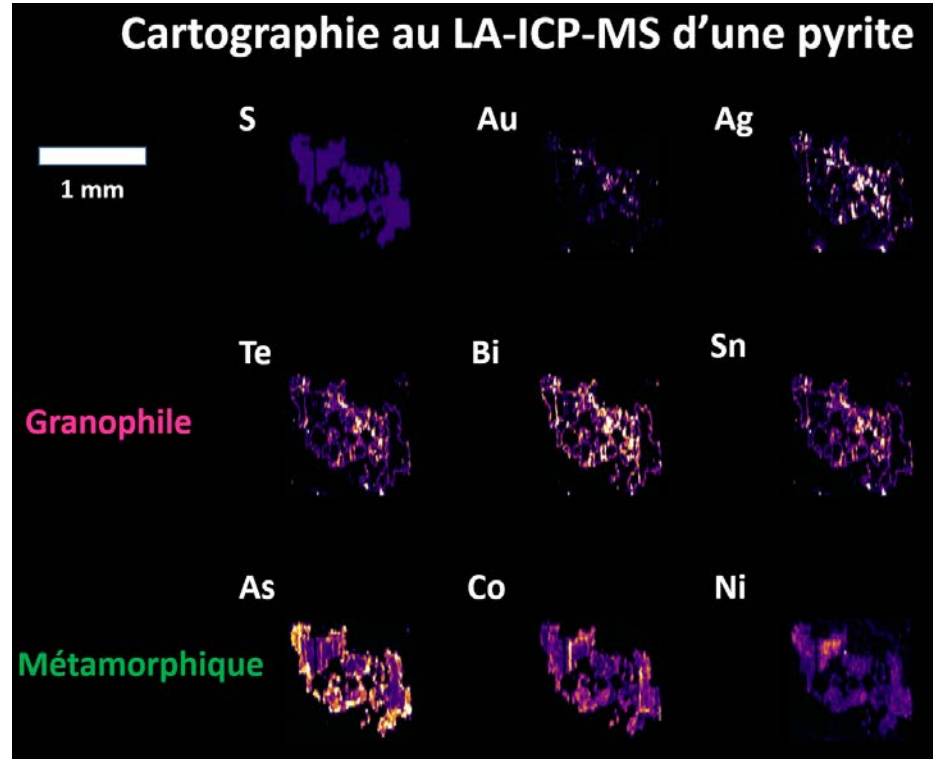 Cartographie au LA-ICP-MS d’une pyrite
S Au Ag
1 mm
Te Bi Sn
Granophile
As Co Ni
Métamorphique